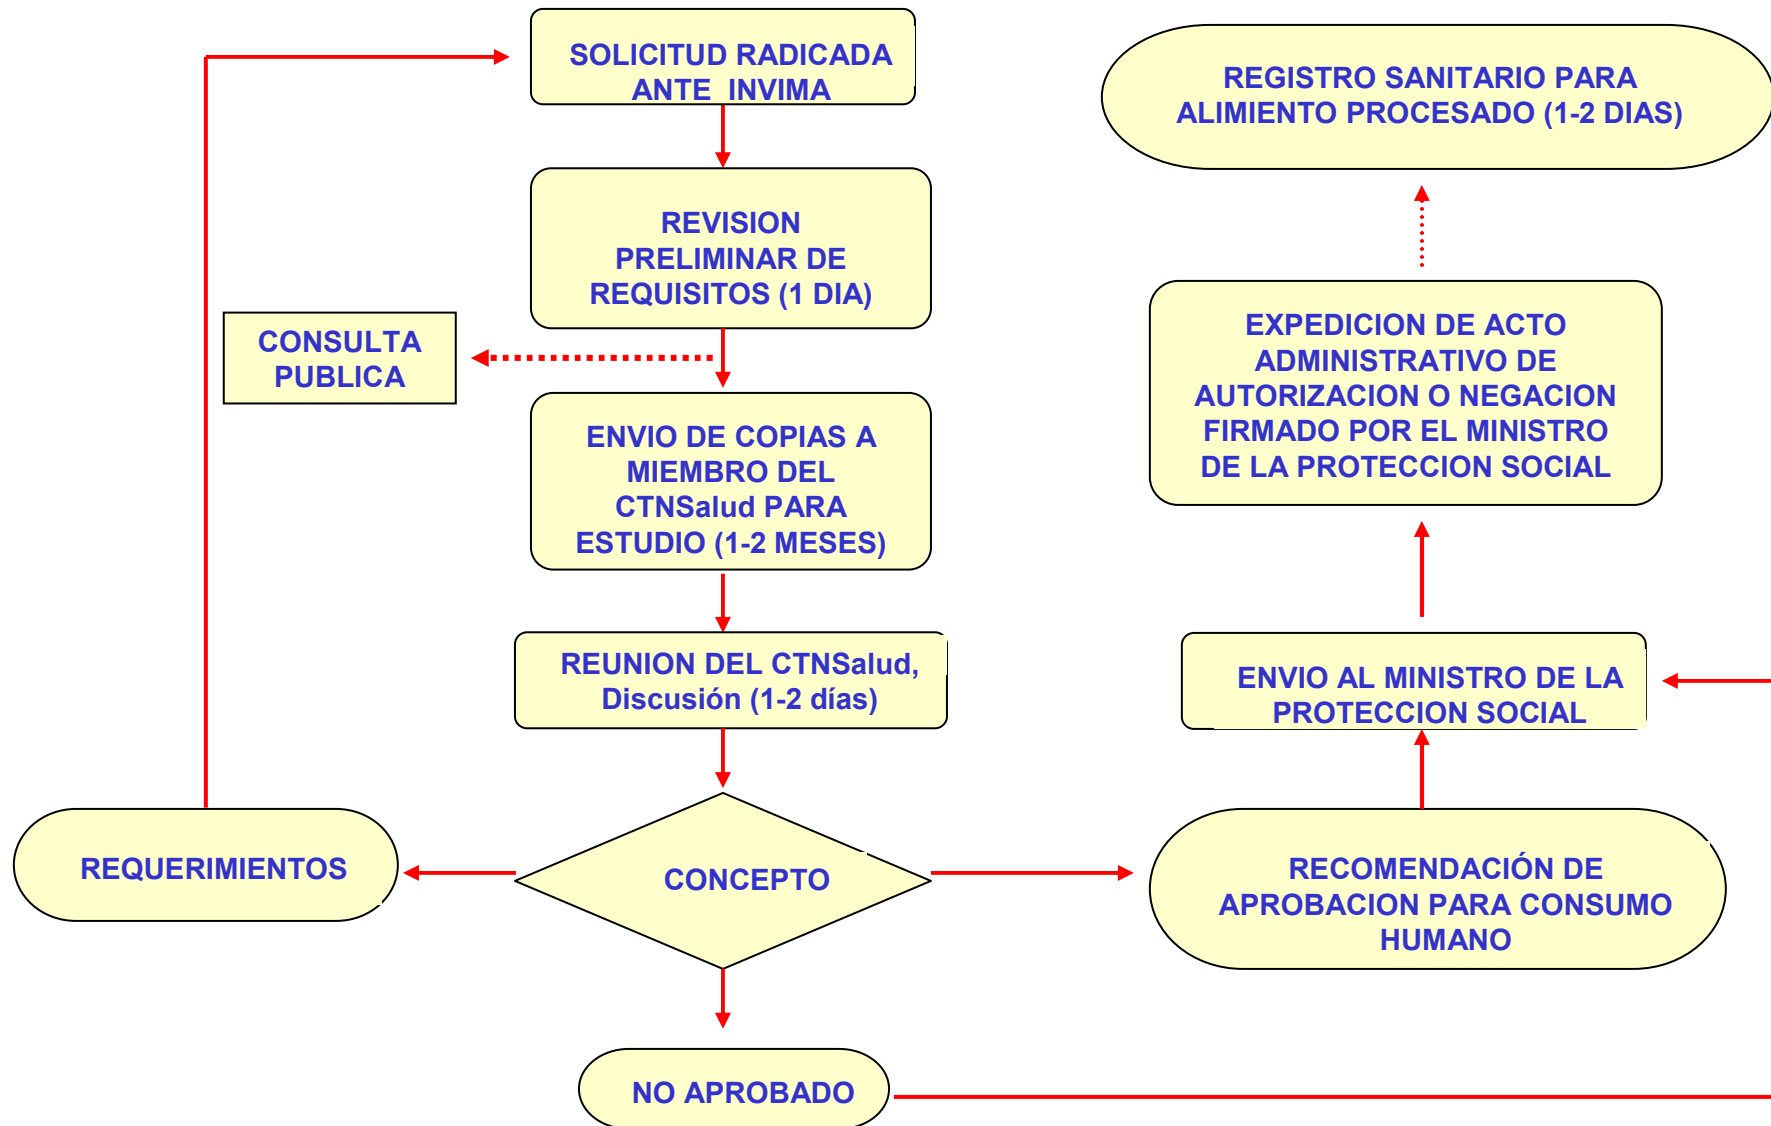 SOLICITUD RADICADA
ANTE INVIMA
REVISION
PRELIMINAR DE
REQUISITOS (1 DIA)
CONSULTA
PUBLICA
ENVIO DE COPIAS A
MIEMBRO DEL
CTNSalud PARA
ESTUDIO (1-2 MESES)
REUNION DEL CTNSalud,
Discusión (1-2 días)
CONCEPTO
REQUERIMIENTOS
NO APROBADO
RECOMENDACIÓN DE
APROBACION PARA CONSUMO
HUMANO
ENVIO AL MINISTRO DE LA
PROTECCION SOCIAL
EXPEDICION DE ACTO
ADMINISTRATIVO DE
AUTORIZACION O NEGACION
FIRMADO POR EL MINISTRO
DE LA PROTECCION SOCIAL
REGISTRO SANITARIO PARA
ALIMIENTO PROCESADO (1-2 DIAS)